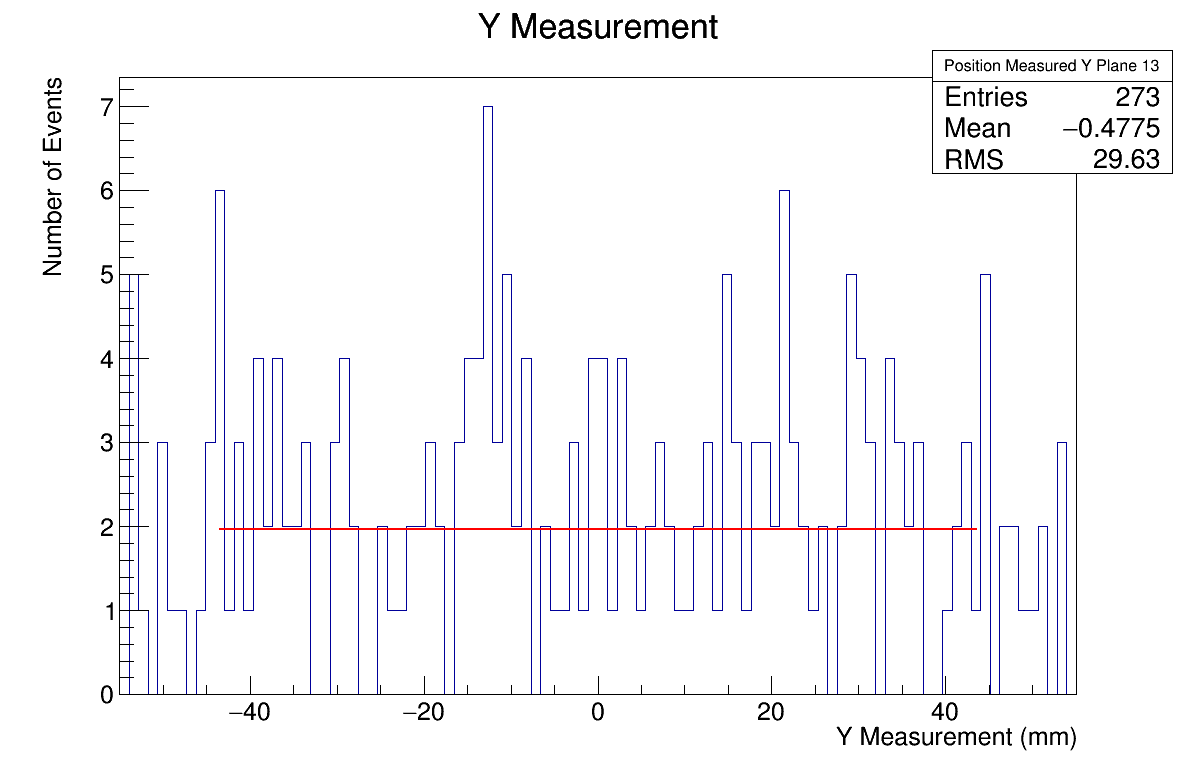 Y Measurement
Position Measured Y Plane 13
Entries 273
Mean −0.4775
RMS 29.63
Number of Events
7
6
5
4
3
2
1
0
−40 −20 0 20 40
Y Measurement (mm)